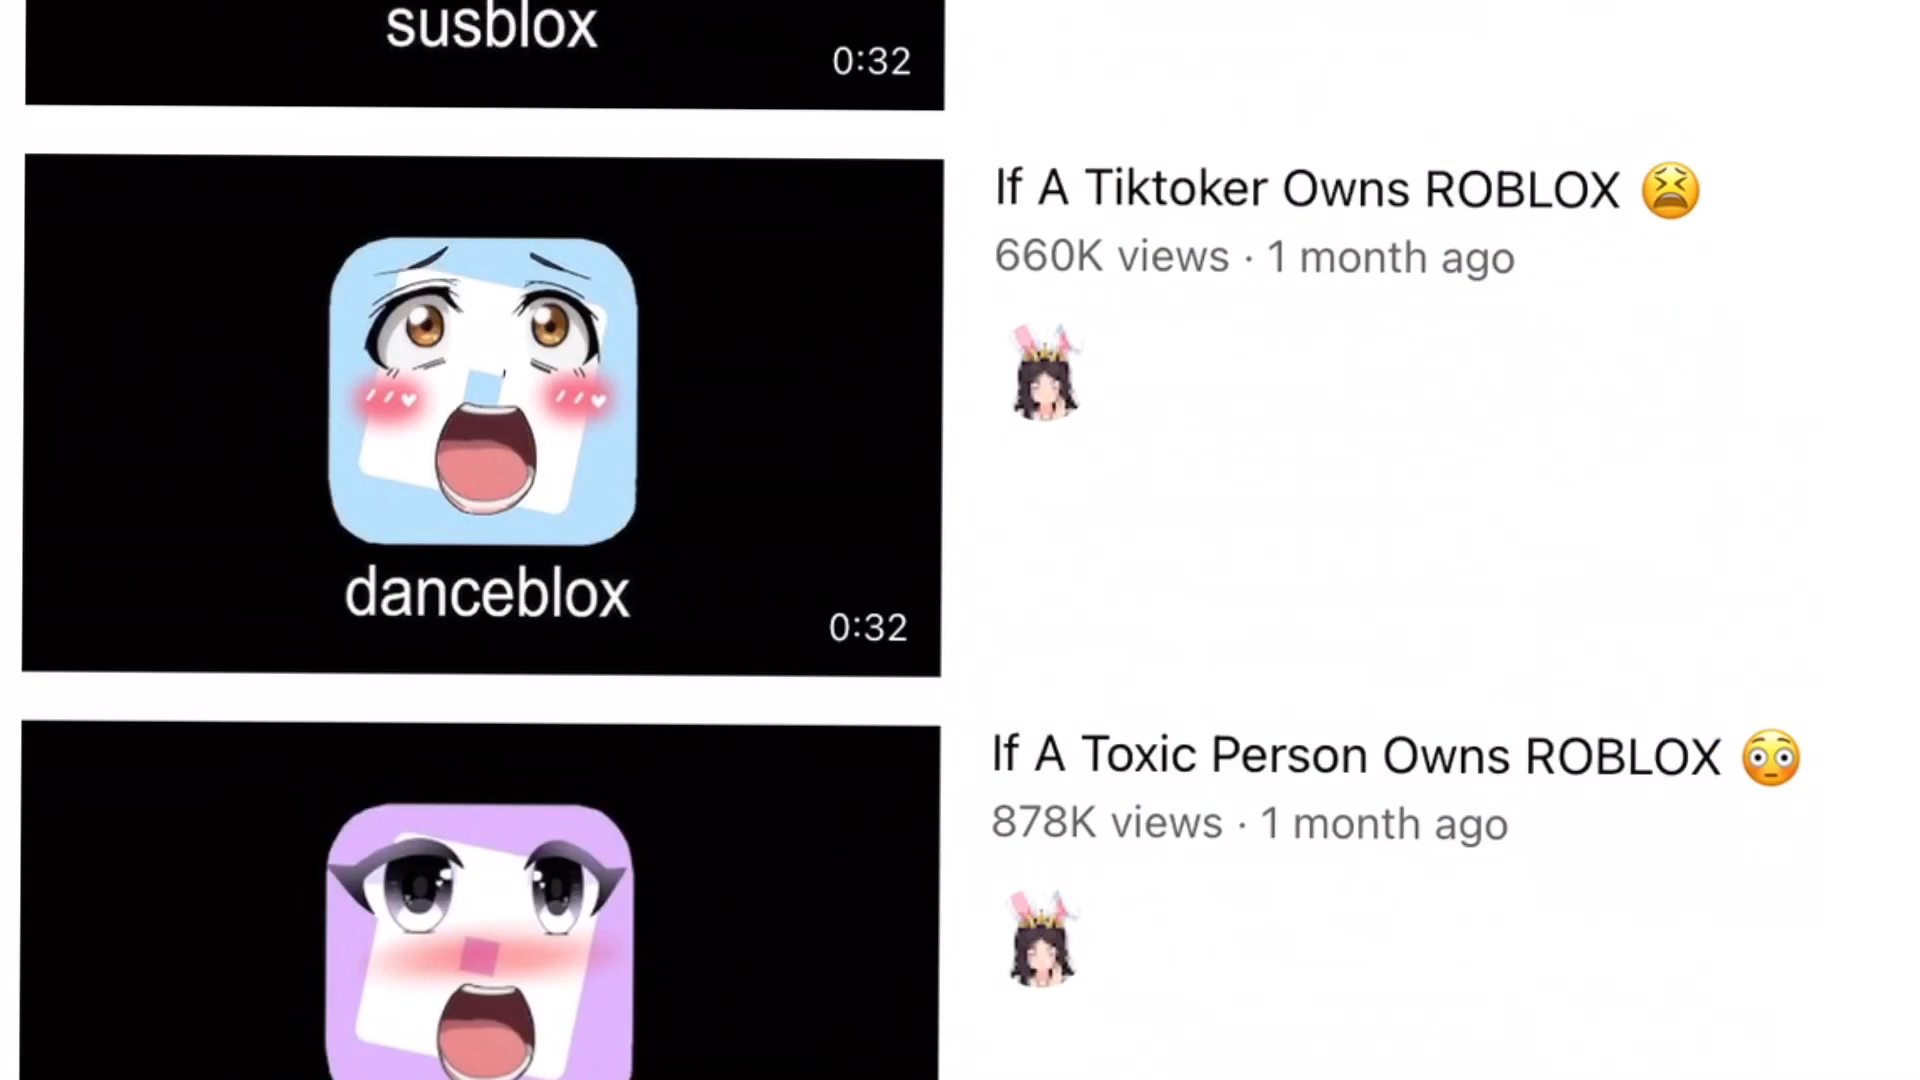 susblox
0:32
If A Tiktoker Owns ROBLOX 😫
660K views · 1 month ago
danceblox
0:32
If A Toxic Person Owns ROBLOX 😳
878K views · 1 month ago